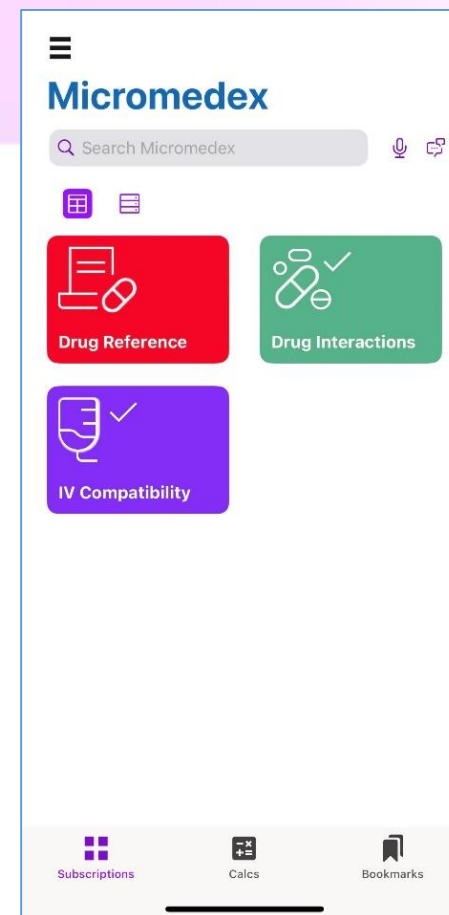 Micromedex
Search Micromedex
Drug Reference
Drug Interactions
IV Compatibility
Subscriptions
Calcs
Bookmarks